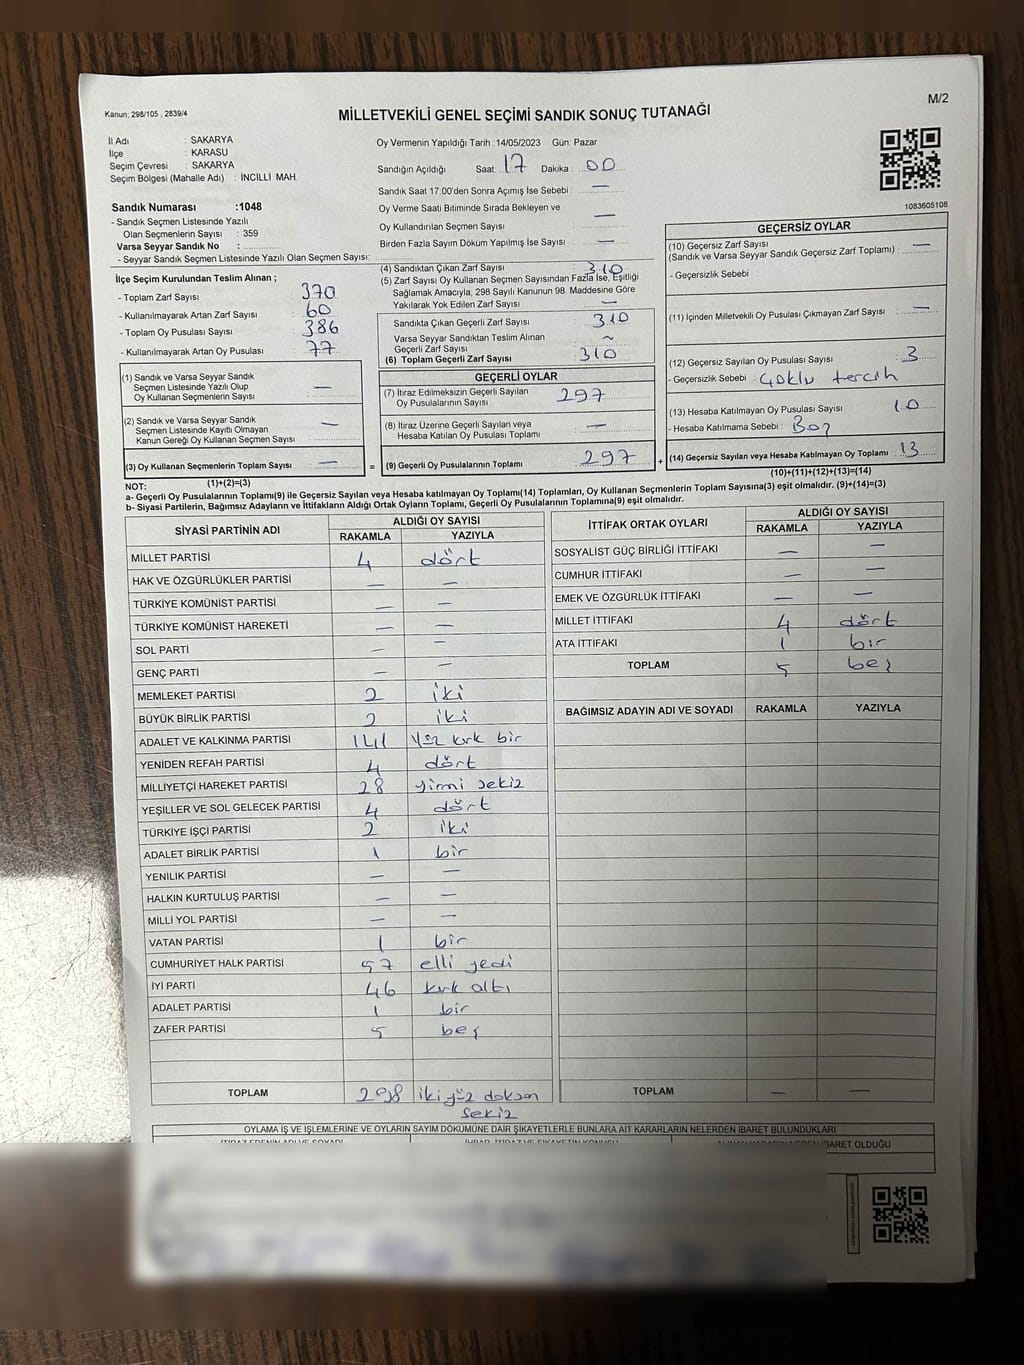 M/2
Kanun; 298/105 , 2839/4
MİLLETVEKİLİ GENEL SEÇİMİ SANDIK SONUÇ TUTANAĞI
İl Adı : SAKARYA
İlçe : KARASU
Seçim Çevresi : SAKARYA
Seçim Bölgesi (Mahalle Adı) : İNCİLLİ MAH.
Sandık Numarası :1048
- Sandık Seçmen Listesinde Yazılı
Olan Seçmenlerin Sayısı : 359
Varsa Seyyar Sandık No :
- Seyyar Sandık Seçmen Listesinde Yazılı Olan Seçmen Sayısı:
Oy Vermenin Yapıldığı Tarih : 14/05/2023 Gün: Pazar
Sandığın Açıldığı Saat: 17 Dakika : 00
Sandık Saat 17.00'den Sonra Açımış İse Sebebi : —
Oy Verme Saati Bitiminde Sırada Bekleyen ve
Oy Kullandırılan Seçmen Sayısı : —
Birden Fazla Sayım Döküm Yapılmış İse Sayısı : —
1083605108
İlçe Seçim Kurulundan Teslim Alınan ;
- Toplam Zarf Sayısı : 370
- Kullanılmayarak Artan Zarf Sayısı : 60
- Toplam Oy Pusulası Sayısı : 386
- Kullanılmayarak Artan Oy Pusulası : 77
(4) Sandıktan Çıkan Zarf Sayısı : 310
(5) Zarf Sayısı Oy Kullanan Seçmen Sayısından Fazla İse, Eşitliği
Sağlamak Amacıyla; 298 Sayılı Kanunun 98. Maddesine Göre
Yakılarak Yok Edilen Zarf Sayısı : —
Sandıkta Çıkan Geçerli Zarf Sayısı : 310
Varsa Seyyar Sandıktan Teslim Alınan
Geçerli Zarf Sayısı : ~
(6) Toplam Geçerli Zarf Sayısı : 310
GEÇERSİZ OYLAR
(10) Geçersiz Zarf Sayısı
(Sandık ve Varsa Seyyar Sandık Geçersiz Zarf Toplamı) : —
- Geçersizlik Sebebi :
(11) İçinden Milletvekili Oy Pusulası Çıkmayan Zarf Sayısı : —
(12) Geçersiz Sayılan Oy Pusulası Sayısı : 3
- Geçersizlik Sebebi : Çoklu tercih
(13) Hesaba Katılmayan Oy Pusulası Sayısı : 10
- Hesaba Katılmama Sebebi : Boş
(14) Geçersiz Sayılan veya Hesaba Katılmayan Oy Toplamı : 13
(10)+(11)+(12)+(13)=(14)
(1) Sandık ve Varsa Seyyar Sandık
Seçmen Listesinde Yazılı Olup
Oy Kullanan Seçmenlerin Sayısı : —
(2) Sandık ve Varsa Seyyar Sandık
Seçmen Listesinde Kayıtlı Olmayan
Kanun Gereği Oy Kullanan Seçmen Sayısı : —
(3) Oy Kullanan Seçmenlerin Toplam Sayısı : — =
(1)+(2)=(3)
GEÇERLİ OYLAR
(7) İtiraz Edilmeksizin Geçerli Sayılan
Oy Pusulalarının Sayısı : 297
(8) İtiraz Üzerine Geçerli Sayılan veya
Hesaba Katılan Oy Pusulası Toplamı : —
(9) Geçerli Oy Pusulalarının Toplamı : 297 +
NOT:
a- Geçerli Oy Pusulalarının Toplamı(9) ile Geçersiz Sayılan veya Hesaba katılmayan Oy Toplamı(14) Toplamları, Oy Kullanan Seçmenlerin Toplam Sayısına(3) eşit olmalıdır. (9)+(14)=(3)
b- Siyasi Partilerin, Bağımsız Adayların ve İttifakların Aldığı Ortak Oyların Toplamı, Geçerli Oy Pusulalarının Toplamına(9) eşit olmalıdır.
SİYASİ PARTİNİN ADI ALDIĞI OY SAYISI
RAKAMLA YAZIYLA
MİLLET PARTİSİ 4 dört
HAK VE ÖZGÜRLÜKLER PARTİSİ — —
TÜRKİYE KOMÜNİST PARTİSİ — —
TÜRKİYE KOMÜNİST HAREKETİ — —
SOL PARTİ — —
GENÇ PARTİ — —
MEMLEKET PARTİSİ 2 iki
BÜYÜK BİRLİK PARTİSİ 2 iki
ADALET VE KALKINMA PARTİSİ 141 yüz kırk bir
YENİDEN REFAH PARTİSİ 4 dört
MİLLİYETÇİ HAREKET PARTİSİ 28 yirmi sekiz
YEŞİLLER VE SOL GELECEK PARTİSİ 4 dört
TÜRKİYE İŞÇİ PARTİSİ 2 iki
ADALET BİRLİK PARTİSİ 1 bir
YENİLİK PARTİSİ — —
HALKIN KURTULUŞ PARTİSİ — —
MİLLİ YOL PARTİSİ — —
VATAN PARTİSİ 1 bir
CUMHURİYET HALK PARTİSİ 57 elli yedi
İYİ PARTİ 46 kırk altı
ADALET PARTİSİ 1 bir
ZAFER PARTİSİ 5 beş
TOPLAM 298 iki yüz doksan
sekiz
İTTİFAK ORTAK OYLARI ALDIĞI OY SAYISI
RAKAMLA YAZIYLA
SOSYALİST GÜÇ BİRLİĞİ İTTİFAKI — —
CUMHUR İTTİFAKI — —
EMEK VE ÖZGÜRLÜK İTTİFAKI — —
MİLLET İTTİFAKI 4 dört
ATA İTTİFAKI 1 bir
TOPLAM 5 beş
BAĞIMSIZ ADAYIN ADI VE SOYADI RAKAMLA YAZIYLA
TOPLAM — —
OYLAMA İŞ VE İŞLEMLERİNE VE OYLARIN SAYIM DÖKÜMÜNE DAİR ŞİKAYETLERLE BUNLARA AİT KARARLARIN NELERDEN İBARET BULUNDUKLARI
İTİRAZ EDENİN ADI VE SOYADI İHBAR, İTİRAZ VE ŞİKAYETİN KONUSU ALINAN KARARIN NEDEN İBARET OLDUĞU